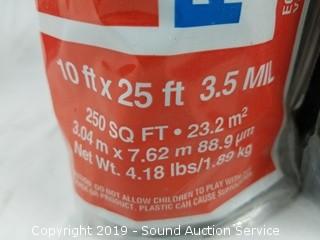 10 ft x 25 ft 3.5 MIL
250 SQ FT • 23.2 m²
3.04 m x 7.62 m 88.9 µm
Net Wt. 4.18 lbs/1.89 kg
DO NOT ALLOW CHILDREN TO PLAY WITH
OR PRODUCT. PLASTIC CAN CAUSE
Copyright 2019 - Sound Auction Service